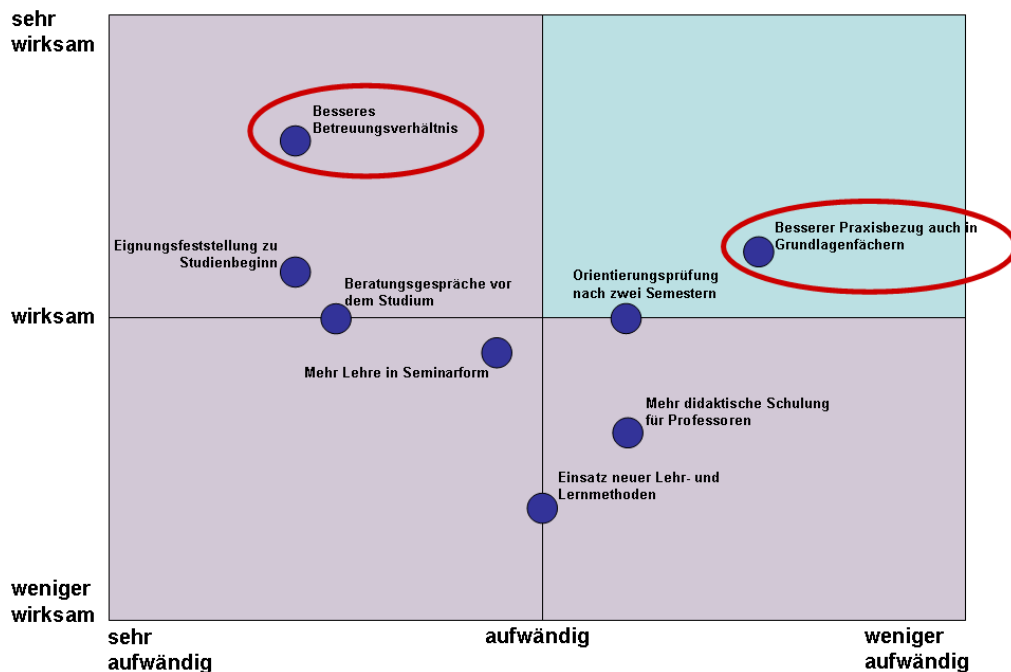 sehr
wirksam
Besseres
Betreuungsverhältnis
Besserer Praxisbezug auch in
Grundlagenfächern
Eignungsfeststellung zu
Studienbeginn
Beratungsgespräche vor
dem Studium
Orientierungsprüfung
nach zwei Semestern
wirksam
Mehr Lehre in Seminarform
Mehr didaktische Schulung
für Professoren
Einsatz neuer Lehr- und
Lernmethoden
weniger
wirksam
sehr
aufwändig
aufwändig
weniger
aufwändig